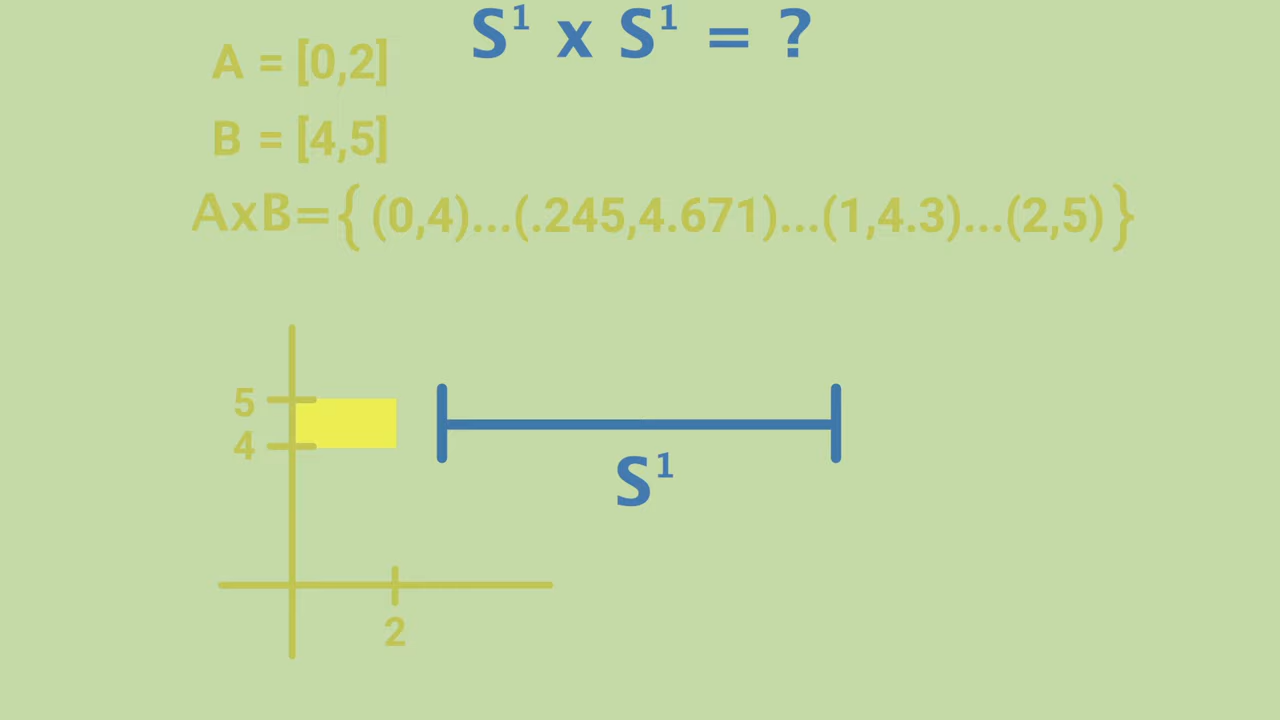 S¹ x S¹ = ?
A = [0,2]
B = [4,5]
AxB={(0,4)...(.245,4.671)...(1,4.3)...(2,5)}
5
4
S¹
2